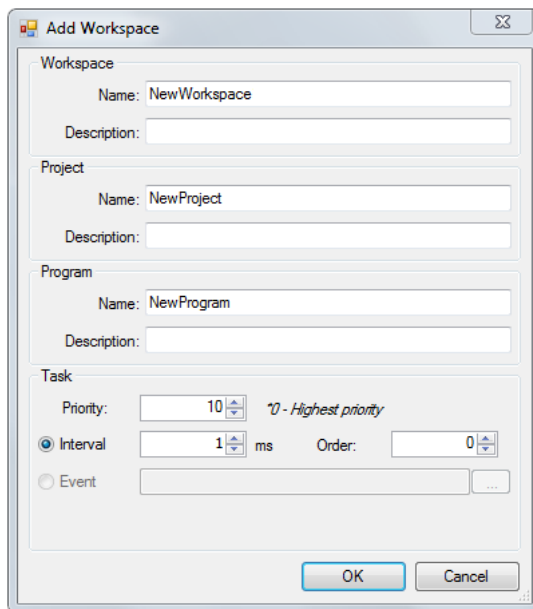 Add Workspace
Workspace
Name: NewWorkspace
Description:
Project
Name: NewProject
Description:
Program
Name: NewProgram
Description:
Task
Priority: 10 *0 - Highest priority
Interval 1 ms Order: 0
Event ...
OK Cancel